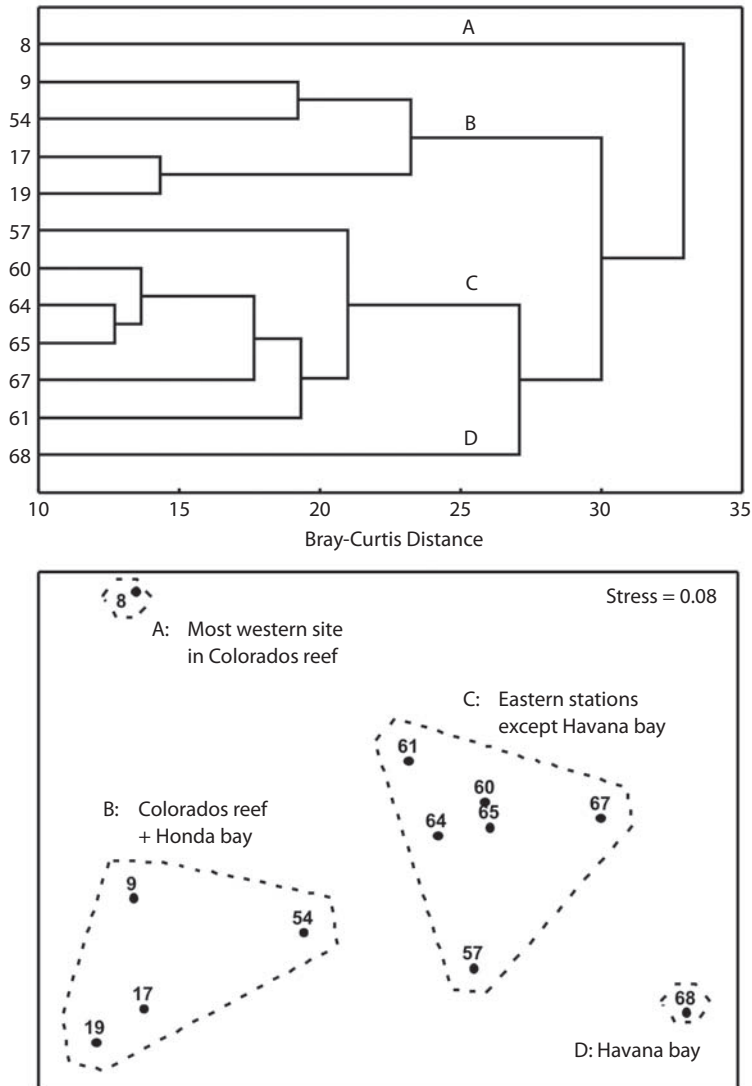 A
8
9
54
B
17
19
57
60
C
64
65
67
61
D
68
10 15 20 25 30 35
Bray-Curtis Distance
8
Stress = 0.08
A: Most western site
in Colorados reef
C: Eastern stations
except Havana bay
61
60
67
B: Colorados reef
+ Honda bay
64
65
9
54
57
17
68
19
D: Havana bay